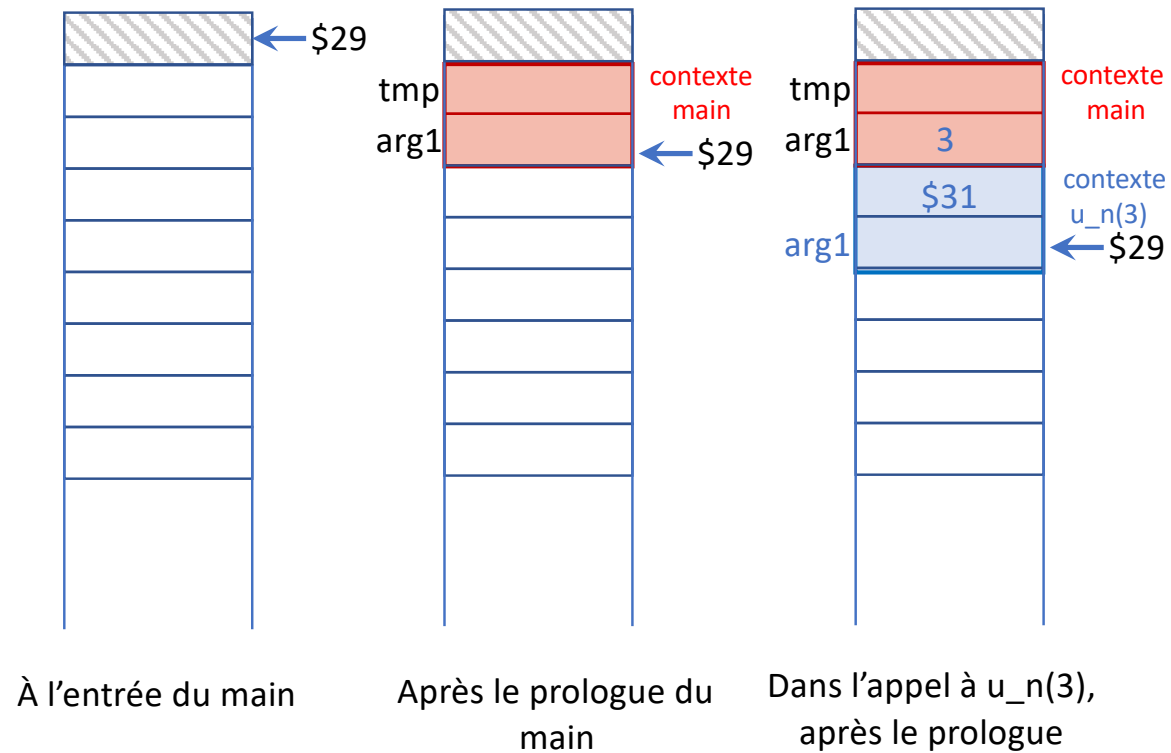 $29
À l'entrée du main
tmp
arg1
contexte
main
$29
Après le prologue du
main
tmp
arg1
3
contexte
main
$31
contexte
u_n(3)
arg1
$29
Dans l'appel à u_n(3),
après le prologue